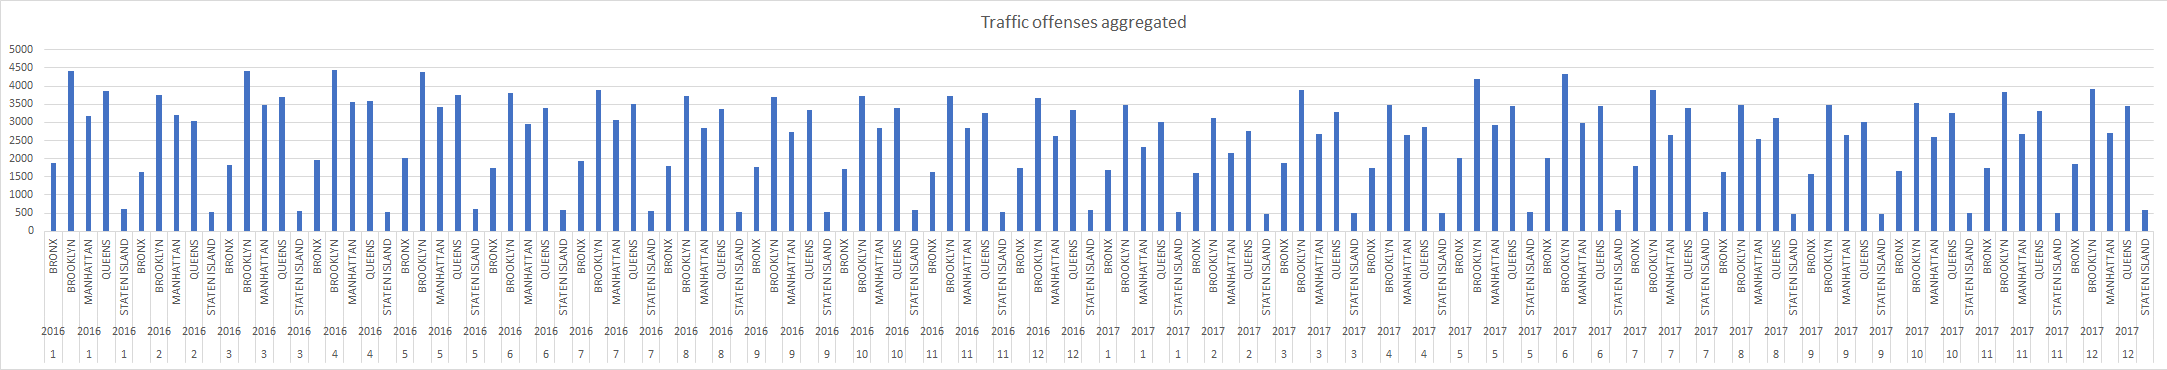 Traffic offenses aggregated
5000
4500
4000
3500
3000
2500
2000
1500
1000
500
0
BRONX BROOKLYN MANHATTAN QUEENS STATEN ISLAND BRONX BROOKLYN MANHATTAN QUEENS STATEN ISLAND BRONX BROOKLYN MANHATTAN QUEENS STATEN ISLAND BRONX BROOKLYN MANHATTAN QUEENS STATEN ISLAND BRONX BROOKLYN MANHATTAN QUEENS STATEN ISLAND BRONX BROOKLYN MANHATTAN QUEENS STATEN ISLAND BRONX BROOKLYN MANHATTAN QUEENS STATEN ISLAND BRONX BROOKLYN MANHATTAN QUEENS STATEN ISLAND BRONX BROOKLYN MANHATTAN QUEENS STATEN ISLAND BRONX BROOKLYN MANHATTAN QUEENS STATEN ISLAND BRONX BROOKLYN MANHATTAN QUEENS STATEN ISLAND BRONX BROOKLYN MANHATTAN QUEENS STATEN ISLAND BRONX BROOKLYN MANHATTAN QUEENS STATEN ISLAND BRONX BROOKLYN MANHATTAN QUEENS STATEN ISLAND BRONX BROOKLYN MANHATTAN QUEENS STATEN ISLAND BRONX BROOKLYN MANHATTAN QUEENS STATEN ISLAND BRONX BROOKLYN MANHATTAN QUEENS STATEN ISLAND BRONX BROOKLYN MANHATTAN QUEENS STATEN ISLAND BRONX BROOKLYN MANHATTAN QUEENS STATEN ISLAND BRONX BROOKLYN MANHATTAN QUEENS STATEN ISLAND BRONX BROOKLYN MANHATTAN QUEENS STATEN ISLAND BRONX BROOKLYN MANHATTAN QUEENS STATEN ISLAND BRONX BROOKLYN MANHATTAN QUEENS STATEN ISLAND BRONX BROOKLYN MANHATTAN QUEENS STATEN ISLAND
2016 2016 2016 2016 2016 2016 2016 2016 2016 2016 2016 2016 2016 2016 2016 2016 2016 2016 2016 2016 2016 2016 2016 2016 2016 2016 2016 2016 2016 2016 2017 2017 2017 2017 2017 2017 2017 2017 2017 2017 2017 2017 2017 2017 2017 2017 2017 2017 2017 2017 2017 2017 2017 2017 2017 2017 2017 2017 2017 2017
1 1 1 2 2 3 3 3 4 4 5 5 5 6 6 7 7 7 8 8 9 9 9 10 10 11 11 11 12 12 1 1 1 2 2 3 3 3 4 4 5 5 5 6 6 7 7 7 8 8 9 9 9 10 10 11 11 11 12 12